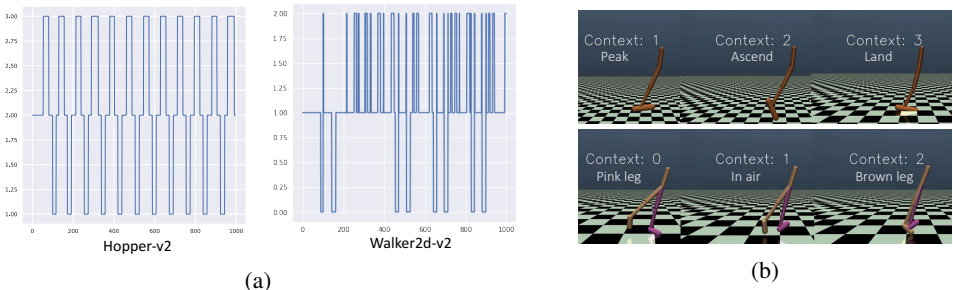 3.00
2.75
2.50
2.25
2.00
1.75
1.50
1.25
1.00
0 200 400 600 800 1000
Hopper-v2
2.00
1.75
1.50
1.25
1.00
0.75
0.50
0.25
0.00
0 200 400 600 800 1000
Walker2d-v2
(a)
Context: 1
Peak
Context: 2
Ascend
Context: 3
Land
Context: 0
Pink leg
Context: 1
In air
Context: 2
Brown leg
(b)